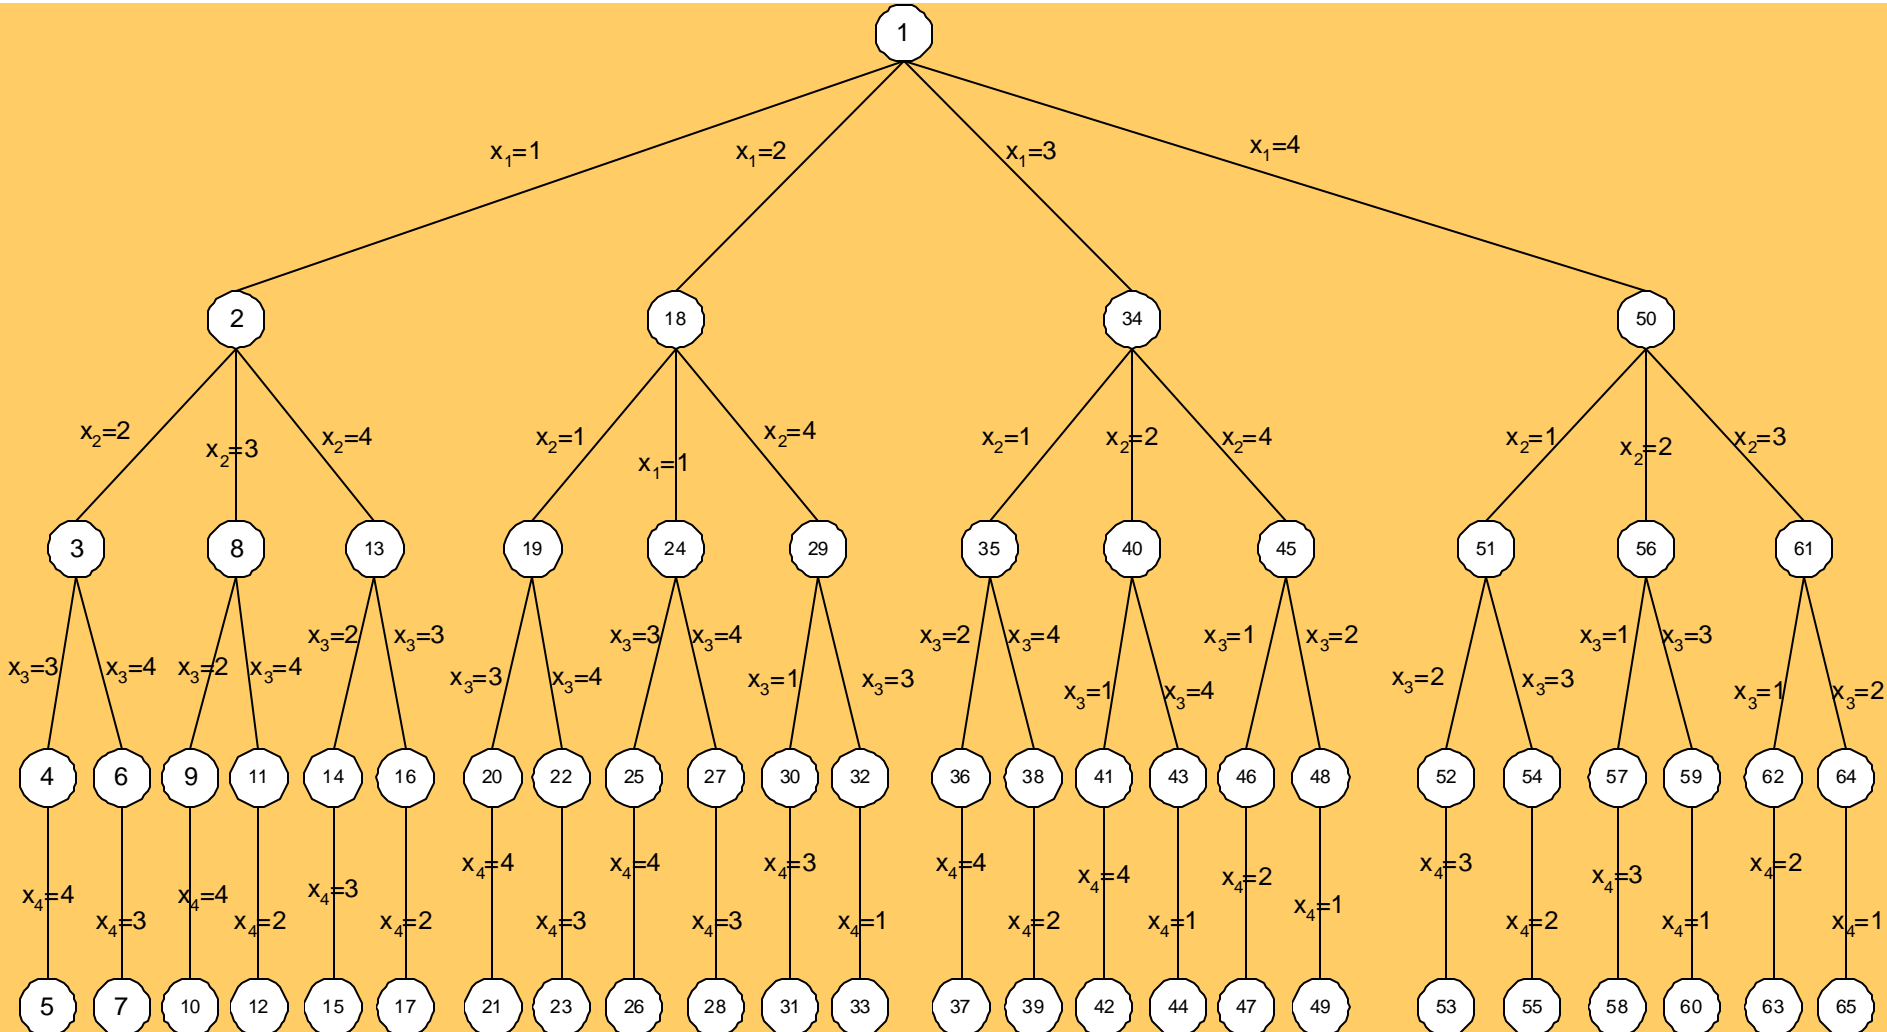 1
x1=1 x1=2 x1=3 x1=4
2 18 34 50
x2=2 x2=3 x2=4 x2=1 x1=1 x2=4 x2=1 x2=2 x2=4 x2=1 x2=2 x2=3
3 8 13 19 24 29 35 40 45 51 56 61
x3=3 x3=4 x3=2 x3=4 x3=2 x3=3 x3=3 x3=4 x3=3 x3=4 x3=1 x3=3 x3=2 x3=4 x3=1 x3=4 x3=1 x3=2 x3=2 x3=3 x3=1 x3=3 x3=1 x3=2
4 6 9 11 14 16 20 22 25 27 30 32 36 38 41 43 46 48 52 54 57 59 62 64
x4=4 x4=3 x4=4 x4=2 x4=3 x4=2 x4=4 x4=3 x4=4 x4=3 x4=3 x4=1 x4=4 x4=2 x4=4 x4=1 x4=2 x4=1 x4=3 x4=2 x4=3 x4=1 x4=2 x4=1
5 7 10 12 15 17 21 23 26 28 31 33 37 39 42 44 47 49 53 55 58 60 63 65